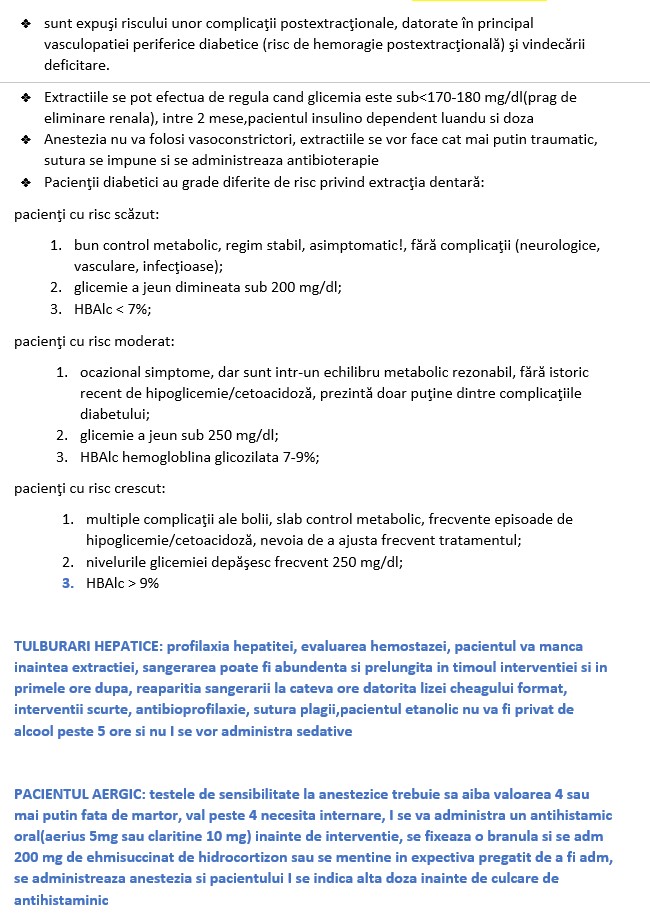 ❖ sunt expuşi riscului unor complicaţii postextracţionale, datorate în principal
vasculopatiei periferice diabetice (risc de hemoragie postextracţională) şi vindecării
deficitare.
❖ Extractiile se pot efectua de regula cand glicemia este sub<170-180 mg/dl(prag de
eliminare renala), intre 2 mese,pacientul insulino dependent luandu si doza
❖ Anestezia nu va folosi vasoconstrictori, extractiile se vor face cat mai putin traumatic,
sutura se impune si se administreaza antibioterapie
❖ Pacienţii diabetici au grade diferite de risc privind extracţia dentară:
pacienţi cu risc scăzut:
1. bun control metabolic, regim stabil, asimptomatic!, fără complicaţii (neurologice,
vasculare, infecţioase);
2. glicemie a jeun dimineata sub 200 mg/dl;
3. HBAlc < 7%;
pacienţi cu risc moderat:
1. ocazional simptome, dar sunt intr-un echilibru metabolic rezonabil, fără istoric
recent de hipoglicemie/cetoacidoză, prezintă doar puţine dintre complicaţiile
diabetului;
2. glicemie a jeun sub 250 mg/dl;
3. HBAlc hemogloblina glicozilata 7-9%;
pacienţi cu risc crescut:
1. multiple complicaţii ale bolii, slab control metabolic, frecvente episoade de
hipoglicemie/cetoacidoză, nevoia de a ajusta frecvent tratamentul;
2. nivelurile glicemiei depăşesc frecvent 250 mg/dl;
3. HBAlc > 9%
TULBURARI HEPATICE: profilaxia hepatitei, evaluarea hemostazei, pacientul va manca
inaintea extractiei, sangerarea poate fi abundenta si prelungita in timoul interventiei si in
primele ore dupa, reaparitia sangerarii la cateva ore datorita lizei cheagului format,
interventii scurte, antibioprofilaxie, sutura plagii,pacientul etanolic nu va fi privat de
alcool peste 5 ore si nu I se vor administra sedative
PACIENTUL AERGIC: testele de sensibilitate la anestezice trebuie sa aiba valoarea 4 sau
mai putin fata de martor, val peste 4 necesita internare, I se va administra un antihistamic
oral(aerius 5mg sau claritine 10 mg) inainte de interventie, se fixeaza o branula si se adm
200 mg de ehmisuccinat de hidrocortizon sau se mentine in expectiva pregatit de a fi adm,
se administreaza anestezia si pacientului I se indica alta doza inainte de culcare de
antihistaminic